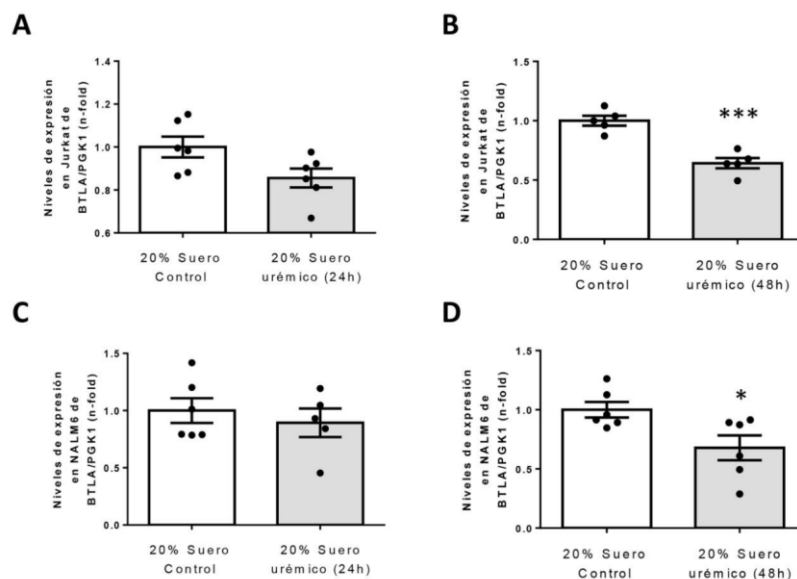 A
Niveles de expresión
en Jurkat de
BTLA/PGK1 (n-fold)
1.4
1.2
1.0
0.8
0.6
20% Suero
Control
20% Suero
urémico (24h)
B
Niveles de expresión
en Jurkat de
BTLA/PGK1 (n-fold)
1.5
1.0
0.5
0.0
***
20% Suero
Control
20% Suero
urémico (48h)
C
Niveles de expresión
en NALM6 de
BTLA/PGK1 (n-fold)
1.5
1.0
0.5
0.0
20% Suero
Control
20% Suero
urémico (24h)
D
Niveles de expresión
en NALM6 de
BTLA/PGK1 (n-fold)
1.5
1.0
0.5
0.0
*
20% Suero
Control
20% Suero
urémico (48h)